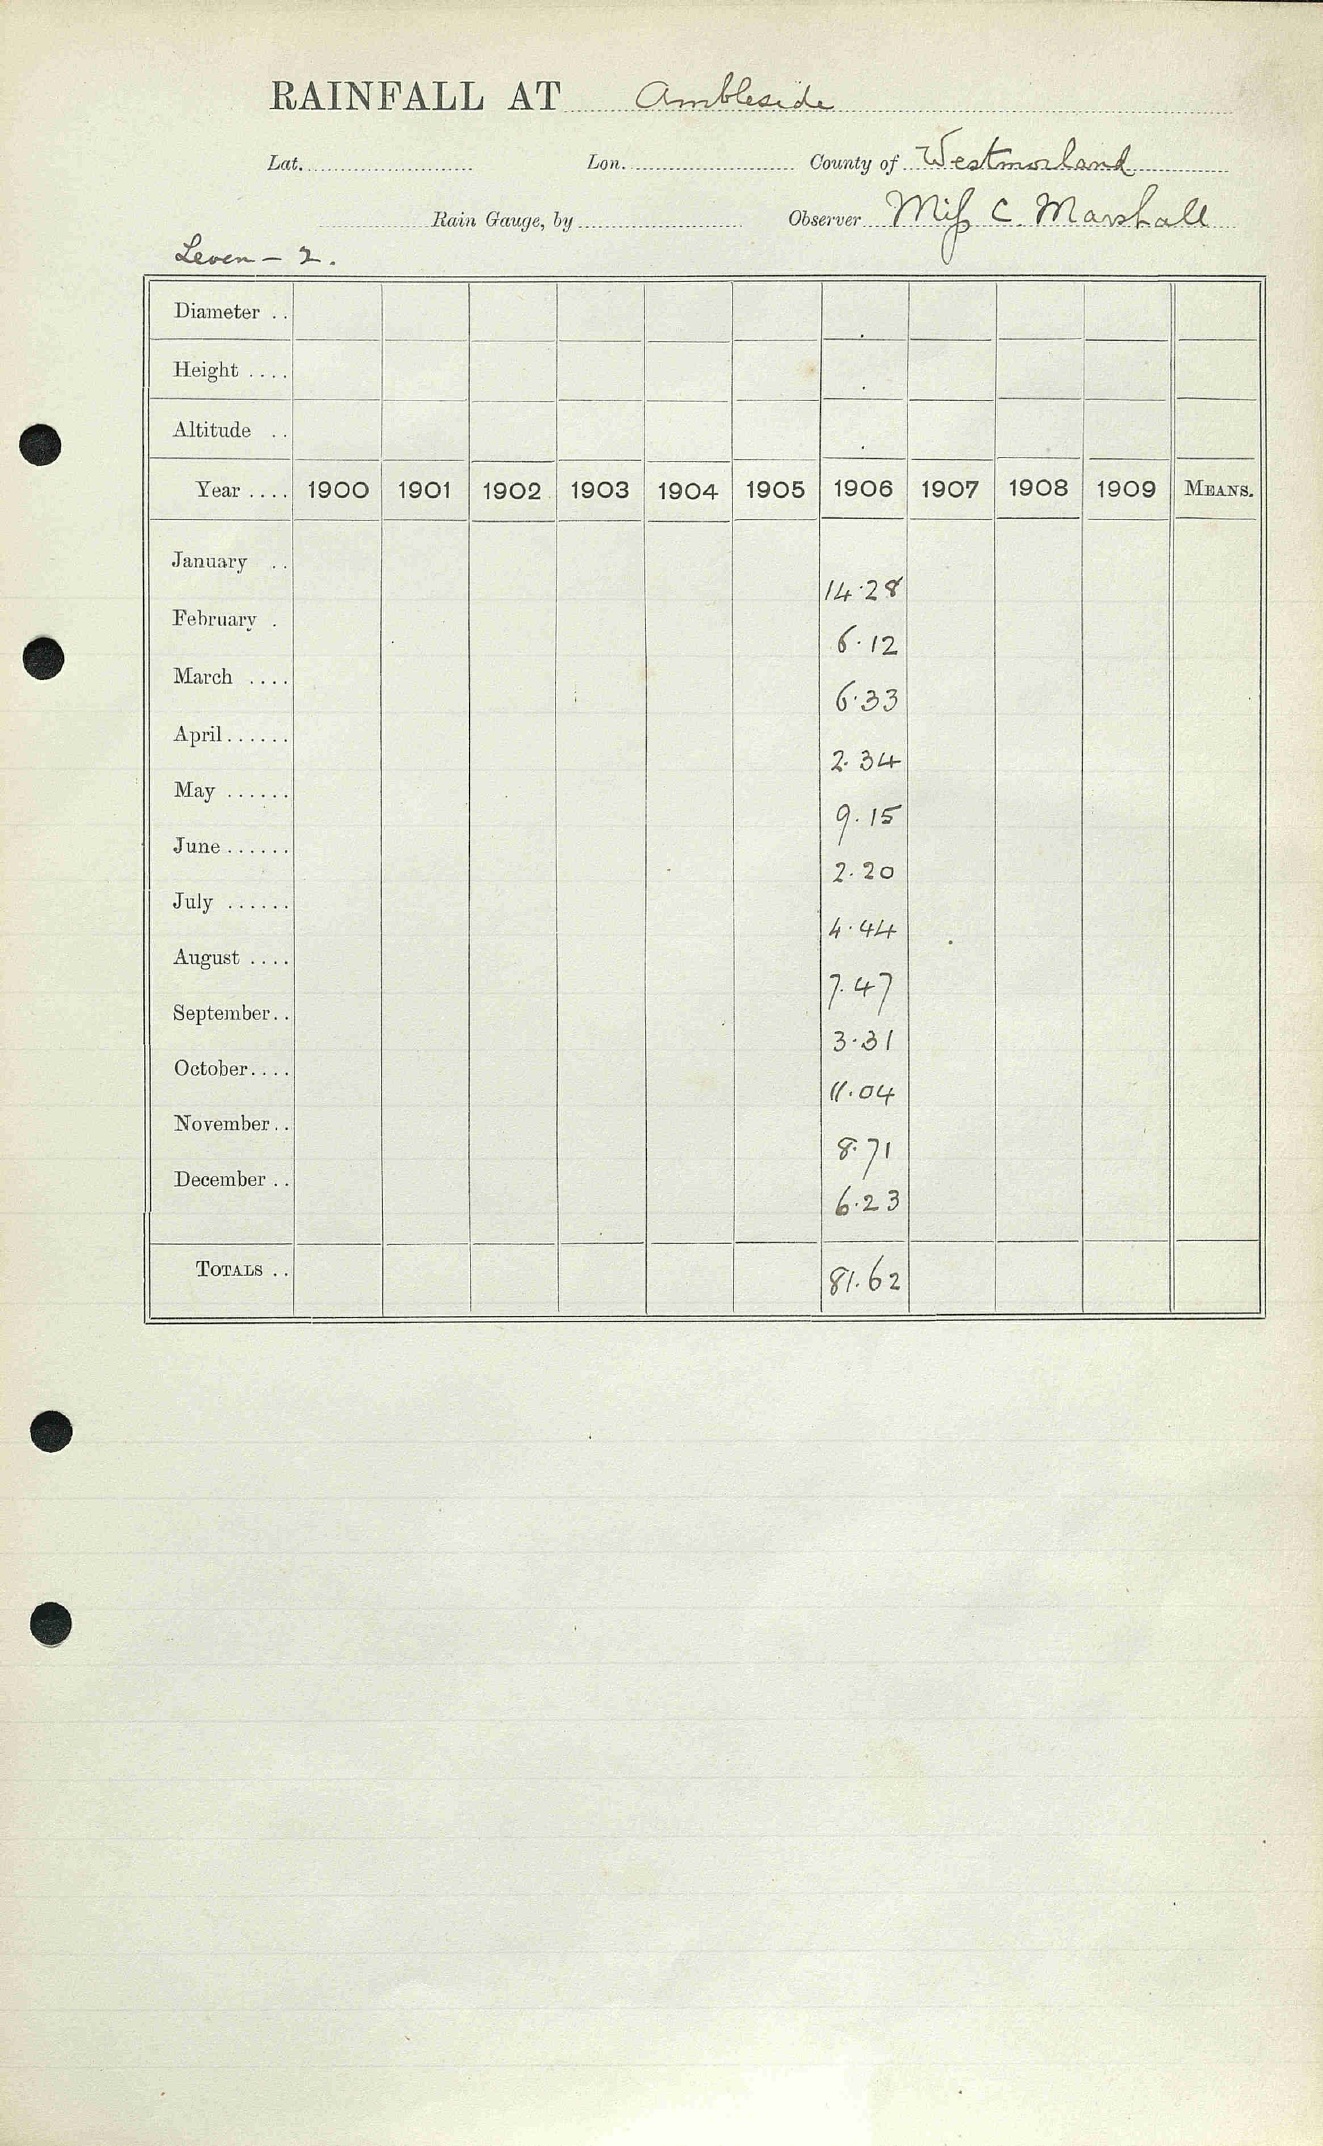 RAINFALL AT Ambleside
Lat. Lon. County of Westmorland
Rain Gauge, by Observer Miſs C. Marshall
Leven - 2.
Diameter ..
Height ....
Altitude ..
Year .... 1900 1901 1902 1903 1904 1905 1906 1907 1908 1909 MEANS.
January ..
14.28
February .
6.12
March ....
6.33
April ......
2.34
May ......
9.15
June ......
2.20
July ......
4.44
August ....
7.47
September ..
3.31
October ....
11.04
November ..
8.71
December ..
6.23
TOTALS .. 81.62